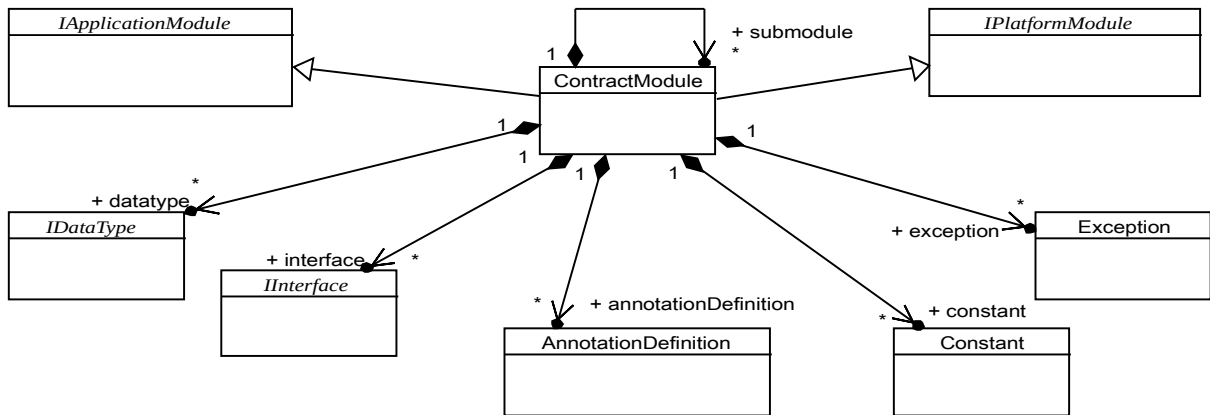 IApplicationModule
IPlatformModule
+ submodule
1
*
ContractModule
1
1
1
1
1
*
+ datatype
IDataType
*
+ exception
Exception
+ interface
*
IInterface
*
+ annotationDefinition
AnnotationDefinition
+ constant
*
Constant